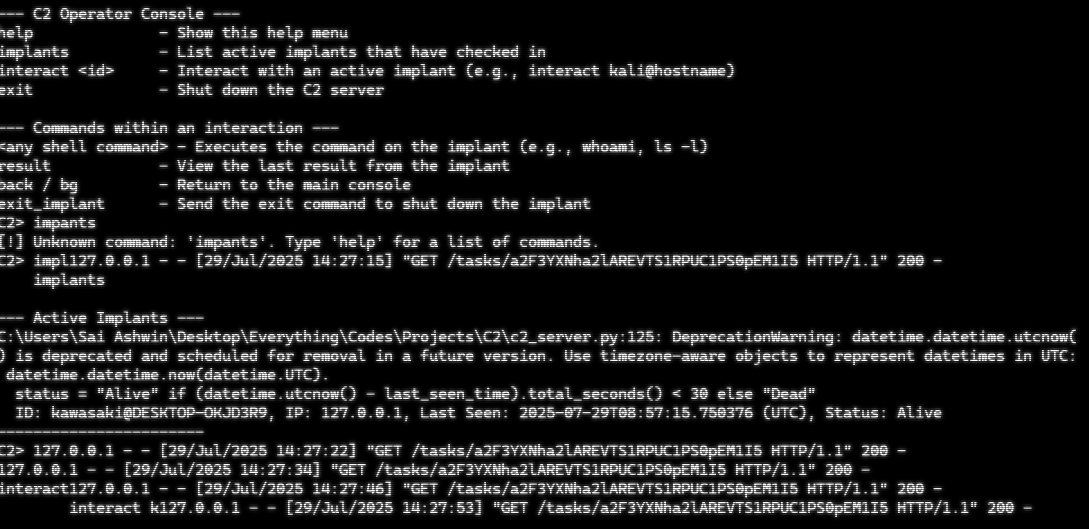 --- C2 Operator Console ---
help - Show this help menu
implants - List active implants that have checked in
interact <id> - Interact with an active implant (e.g., interact kali@hostname)
exit - Shut down the C2 server
--- Commands within an interaction ---
<any shell command> - Executes the command on the implant (e.g., whoami, ls -l)
result - View the last result from the implant
back / bg - Return to the main console
exit_implant - Send the exit command to shut down the implant
C2> impants
[!] Unknown command: 'impants'. Type 'help' for a list of commands.
C2> impl127.0.0.1 - - [29/Jul/2025 14:27:15] "GET /tasks/a2F3YXNha2lAREVTS1RPUC1PS0pEM1I5 HTTP/1.1" 200 -
implants
--- Active Implants ---
C:\Users\Sai Ashwin\Desktop\Everything\Codes\Projects\C2\c2_server.py:125: DeprecationWarning: datetime.datetime.utcnow(
) is deprecated and scheduled for removal in a future version. Use timezone-aware objects to represent datetimes in UTC:
datetime.datetime.now(datetime.UTC).
status = "Alive" if (datetime.utcnow() - last_seen_time).total_seconds() < 30 else "Dead"
ID: kawasaki@DESKTOP-OKJD3R9, IP: 127.0.0.1, Last Seen: 2025-07-29T08:57:15.750376 (UTC), Status: Alive
------------------------
C2> 127.0.0.1 - - [29/Jul/2025 14:27:22] "GET /tasks/a2F3YXNha2lAREVTS1RPUC1PS0pEM1I5 HTTP/1.1" 200 -
127.0.0.1 - - [29/Jul/2025 14:27:34] "GET /tasks/a2F3YXNha2lAREVTS1RPUC1PS0pEM1I5 HTTP/1.1" 200 -
interact127.0.0.1 - - [29/Jul/2025 14:27:46] "GET /tasks/a2F3YXNha2lAREVTS1RPUC1PS0pEM1I5 HTTP/1.1" 200 -
interact k127.0.0.1 - - [29/Jul/2025 14:27:53] "GET /tasks/a2F3YXNha2lAREVTS1RPUC1PS0pEM1I5 HTTP/1.1" 200 -